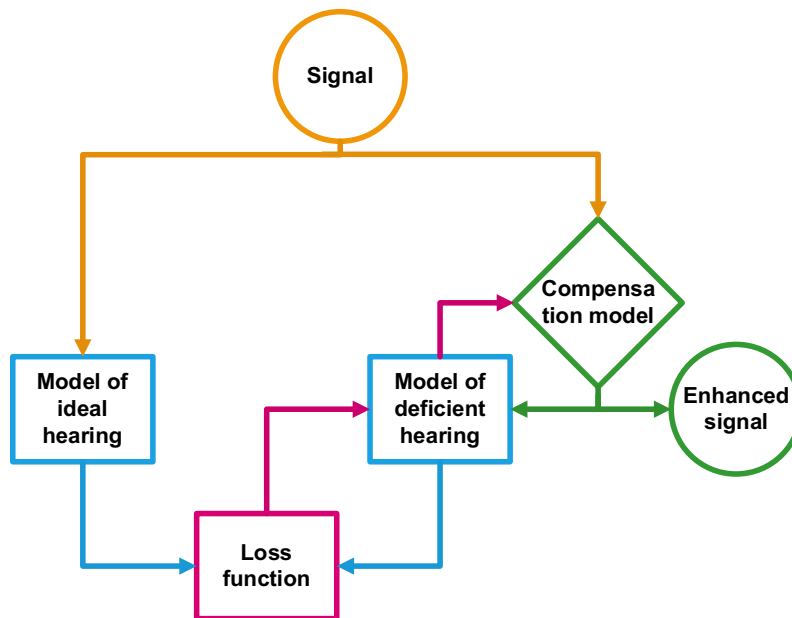 Signal
Compensa
tion model
Model of
ideal
hearing
Model of
deficient
hearing
Enhanced
signal
Loss
function